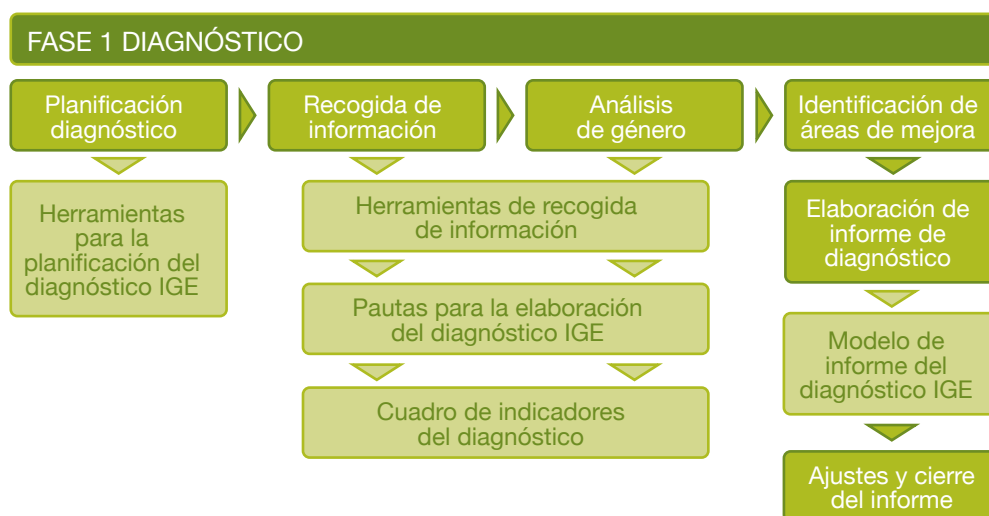 FASE 1 DIAGNÓSTICO
Planificación
diagnóstico
Recogida de
información
Análisis
de género
Identificación de
áreas de mejora
Herramientas
para la
planificación del
diagnóstico IGE
Herramientas de recogida
de información
Pautas para la elaboración
del diagnóstico IGE
Cuadro de indicadores
del diagnóstico
Elaboración de
informe de
diagnóstico
Modelo de
informe del
diagnóstico IGE
Ajustes y cierre
del informe